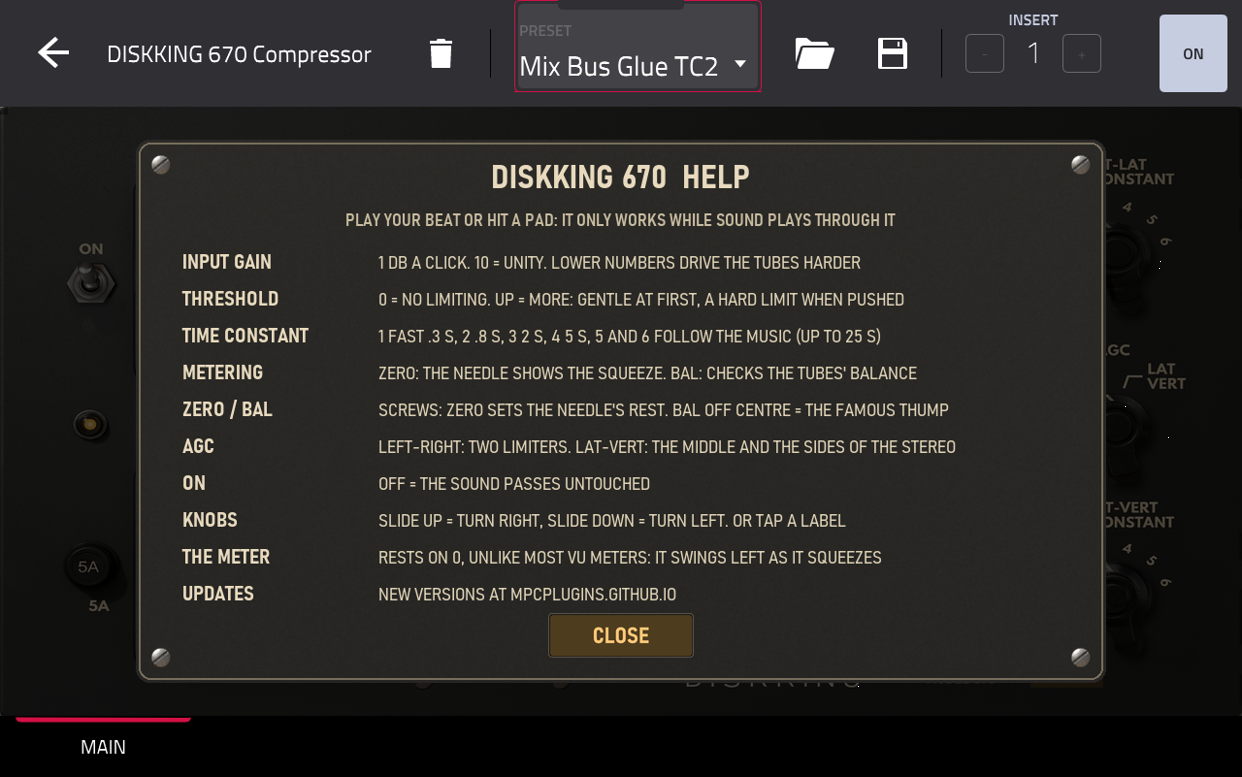 DISKKING 670 Compressor
PRESET
Mix Bus Glue TC2
INSERT
- 1 +
ON
DISKKING 670 HELP
PLAY YOUR BEAT OR HIT A PAD: IT ONLY WORKS WHILE SOUND PLAYS THROUGH IT
INPUT GAIN 1 DB A CLICK. 10 = UNITY. LOWER NUMBERS DRIVE THE TUBES HARDER
THRESHOLD 0 = NO LIMITING. UP = MORE: GENTLE AT FIRST, A HARD LIMIT WHEN PUSHED
TIME CONSTANT 1 FAST .3 S, 2 .8 S, 3 2 S, 4 5 S, 5 AND 6 FOLLOW THE MUSIC (UP TO 25 S)
METERING ZERO: THE NEEDLE SHOWS THE SQUEEZE. BAL: CHECKS THE TUBES' BALANCE
ZERO / BAL SCREWS: ZERO SETS THE NEEDLE'S REST. BAL OFF CENTRE = THE FAMOUS THUMP
AGC LEFT-RIGHT: TWO LIMITERS. LAT-VERT: THE MIDDLE AND THE SIDES OF THE STEREO
ON OFF = THE SOUND PASSES UNTOUCHED
KNOBS SLIDE UP = TURN RIGHT, SLIDE DOWN = TURN LEFT. OR TAP A LABEL
THE METER RESTS ON 0, UNLIKE MOST VU METERS: IT SWINGS LEFT AS IT SQUEEZES
UPDATES NEW VERSIONS AT MPCPLUGINS.GITHUB.IO
CLOSE
ON
5A
5A
T-LAT
ONSTANT
4
5
6
GC
LAT
VERT
T-VERT
ONSTANT
4
5
6
MAIN